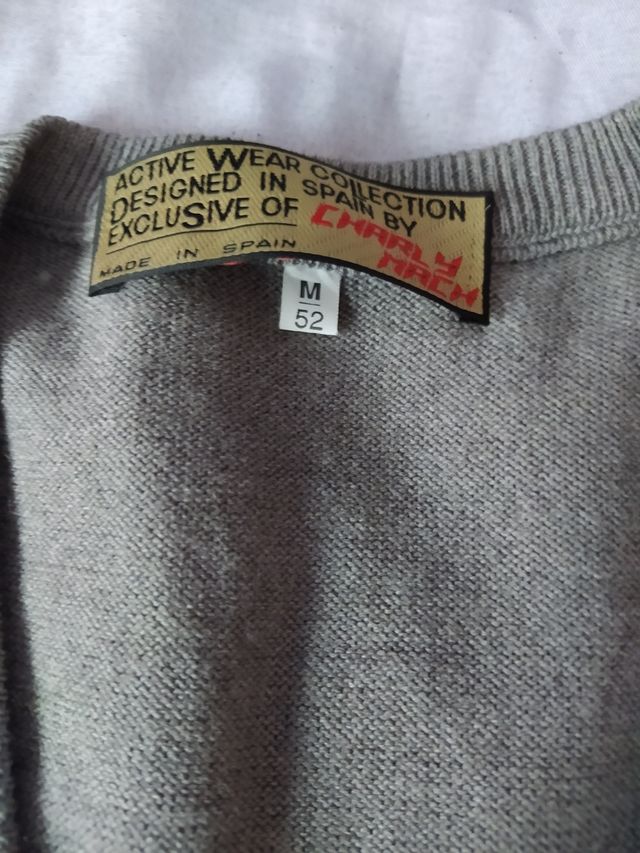 ACTIVE WEAR COLLECTION
DESIGNED IN SPAIN BY
EXCLUSIVE OF CHARLY
MACH
MADE IN SPAIN
M
52